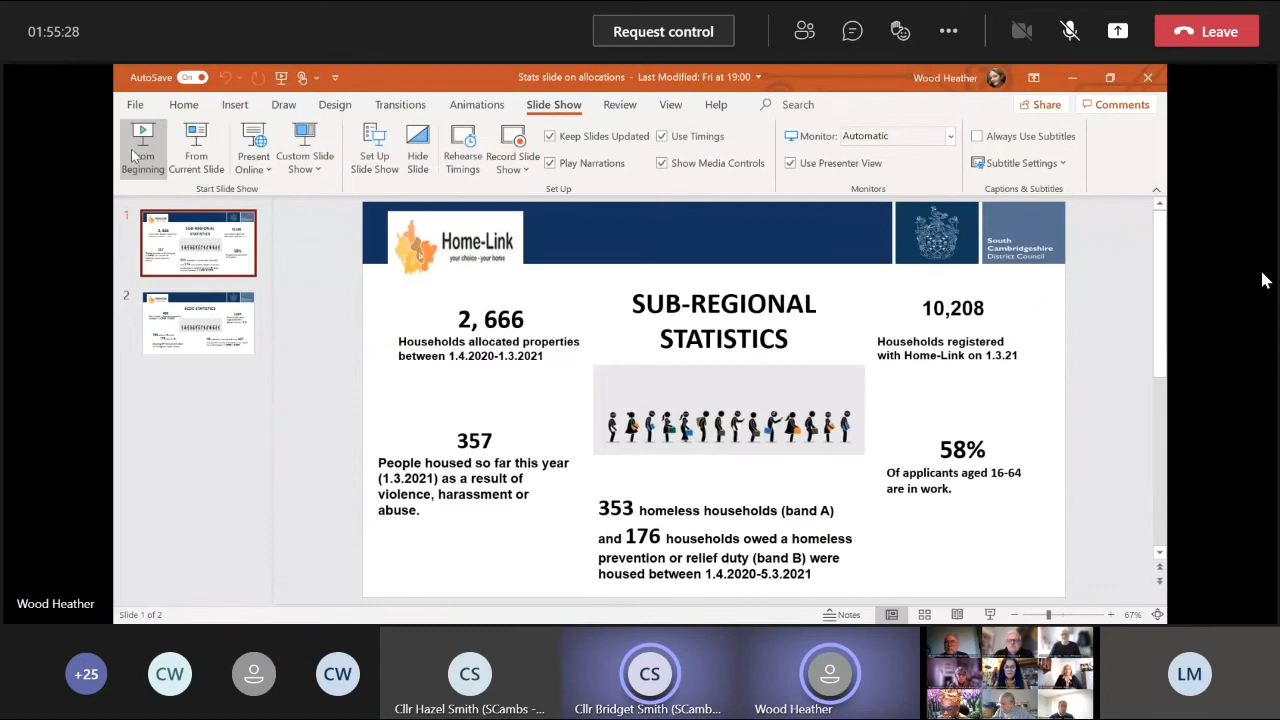 01:55:28
Request control
Leave
AutoSave On
Stats slide on allocations - Last Modified: Fri at 19:00
Wood Heather
File Home Insert Draw Design Transitions Animations Slide Show Review View Help Search
Share Comments
From Beginning
From Current Slide
Present Online
Custom Slide Show
Start Slide Show
Set Up Slide Show
Hide Slide
Rehearse Timings
Record Slide Show
Keep Slides Updated
Play Narrations
Use Timings
Show Media Controls
Set Up
Monitor: Automatic
Use Presenter View
Monitors
Always Use Subtitles
Subtitle Settings
Captions & Subtitles
1
2
Home-Link
your choice - your home
South
Cambridgeshire
District Council
SUB-REGIONAL
STATISTICS
2, 666
Households allocated properties
between 1.4.2020-1.3.2021
10,208
Households registered
with Home-Link on 1.3.21
357
People housed so far this year
(1.3.2021) as a result of
violence, harassment or
abuse.
58%
Of applicants aged 16-64
are in work.
353 homeless households (band A)
and 176 households owed a homeless
prevention or relief duty (band B) were
housed between 1.4.2020-5.3.2021
Wood Heather
Slide 1 of 2
Notes
67%
+25
CW
CW
CS
Cllr Hazel Smith (SCambs -...
CS
Cllr Bridget Smith (SCamb...
Wood Heather
LM